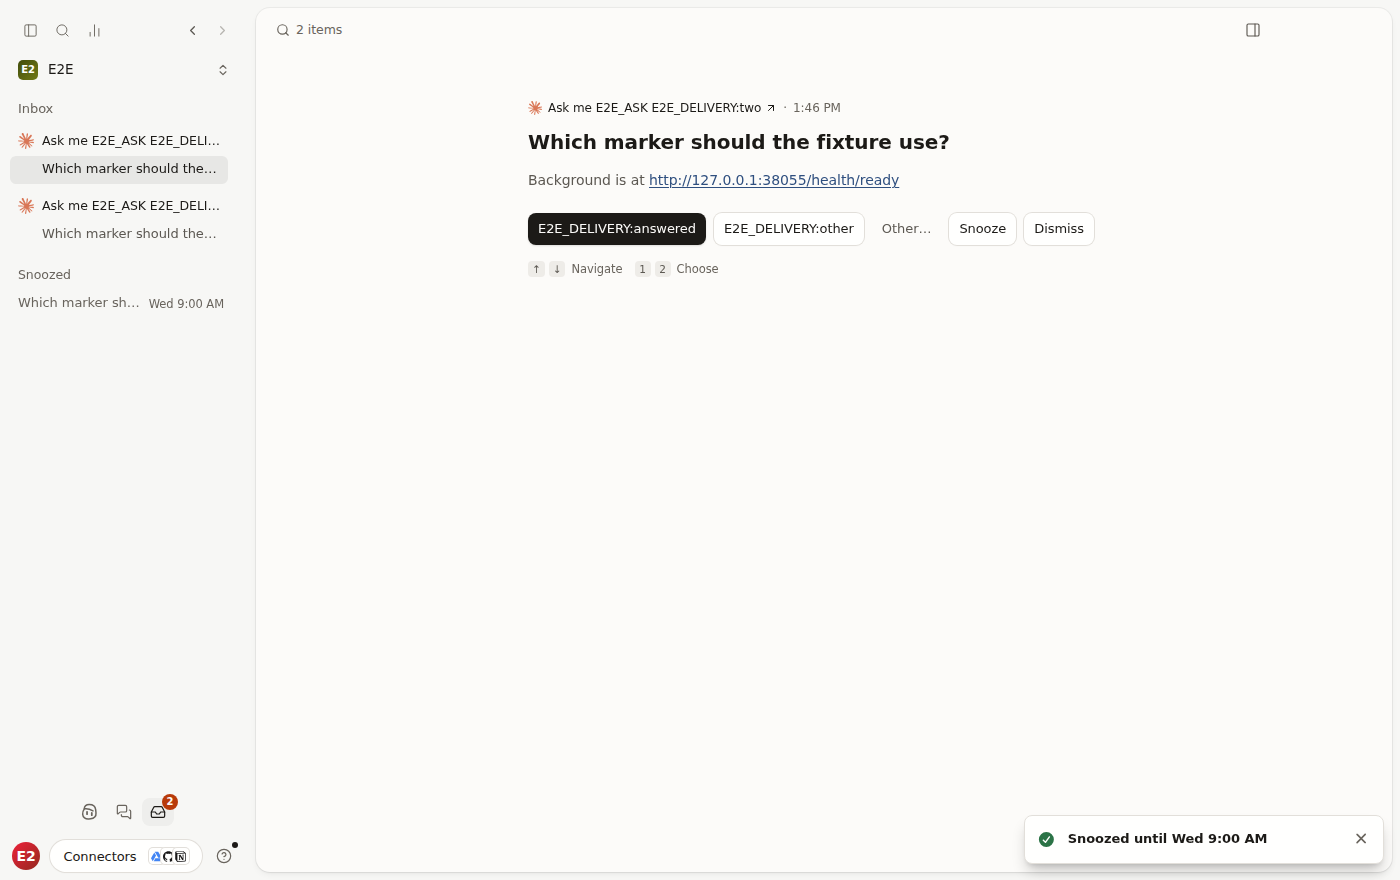 E2 E2E
Inbox
Ask me E2E_ASK E2E_DELI...
Which marker should the...
Ask me E2E_ASK E2E_DELI...
Which marker should the...
Snoozed
Which marker sh... Wed 9:00 AM
2
E2 Connectors
2 items
Ask me E2E_ASK E2E_DELIVERY:two · 1:46 PM
Which marker should the fixture use?
Background is at http://127.0.0.1:38055/health/ready
E2E_DELIVERY:answered E2E_DELIVERY:other Other... Snooze Dismiss
↑ ↓ Navigate 1 2 Choose
Snoozed until Wed 9:00 AM